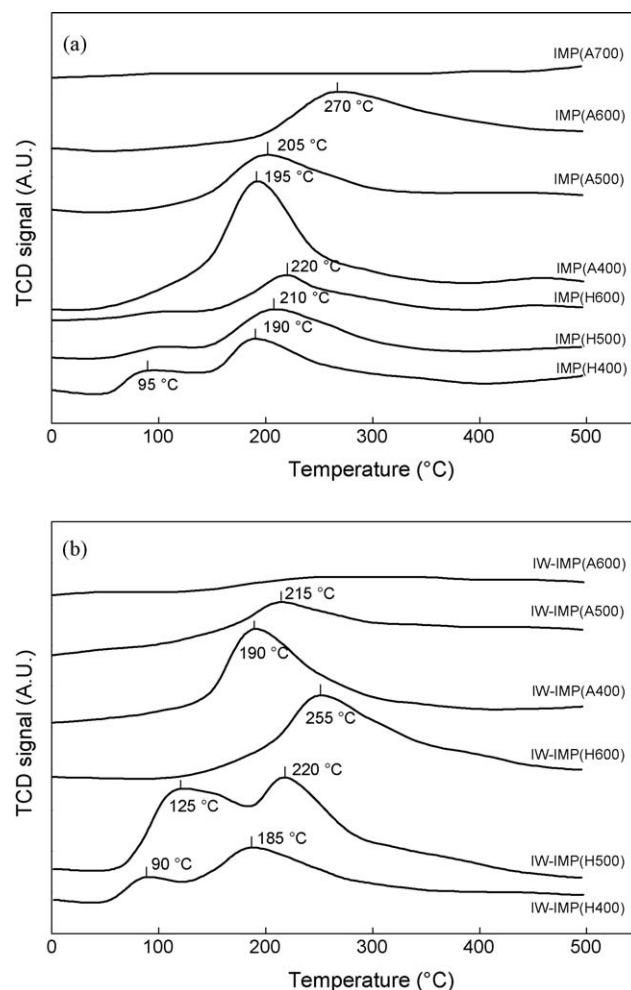 (a)
IMP(A700)
270 °C
IMP(A600)
205 °C
IMP(A500)
195 °C
IMP(A400)
220 °C
IMP(H600)
210 °C
IMP(H500)
190 °C
IMP(H400)
95 °C
TCD signal (A.U.)
0 100 200 300 400 500
Temperature (°C)
(b)
IW-IMP(A600)
215 °C
IW-IMP(A500)
190 °C
IW-IMP(A400)
255 °C
IW-IMP(H600)
220 °C
125 °C
IW-IMP(H500)
185 °C
90 °C
IW-IMP(H400)
TCD signal (A.U.)
0 100 200 300 400 500
Temperature (°C)